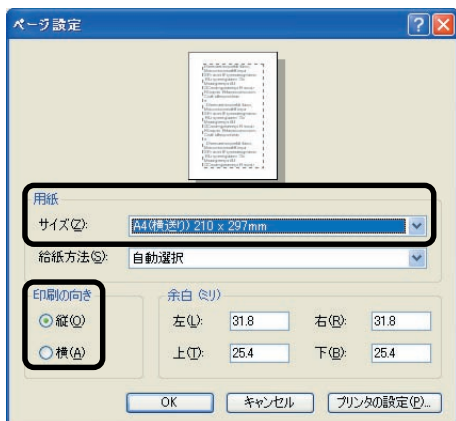 ページ設定
用紙
サイズ(Z): A4(横送り) 210 x 297mm
給紙方法(S): 自動選択
印刷の向き 余白 (ミリ)
縦(O) 左(L): 31.8 右(R): 31.8
横(A) 上(T): 25.4 下(B): 25.4
OK キャンセル プリンタの設定(P)...